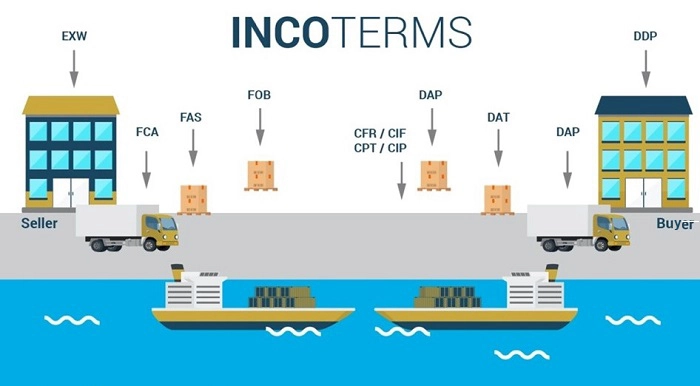 INCOTERMS
EXW
DDP
FOB
DAP
FAS
DAT
FCA
CFR / CIF
CPT / CIP
DAP
Seller
Buyer